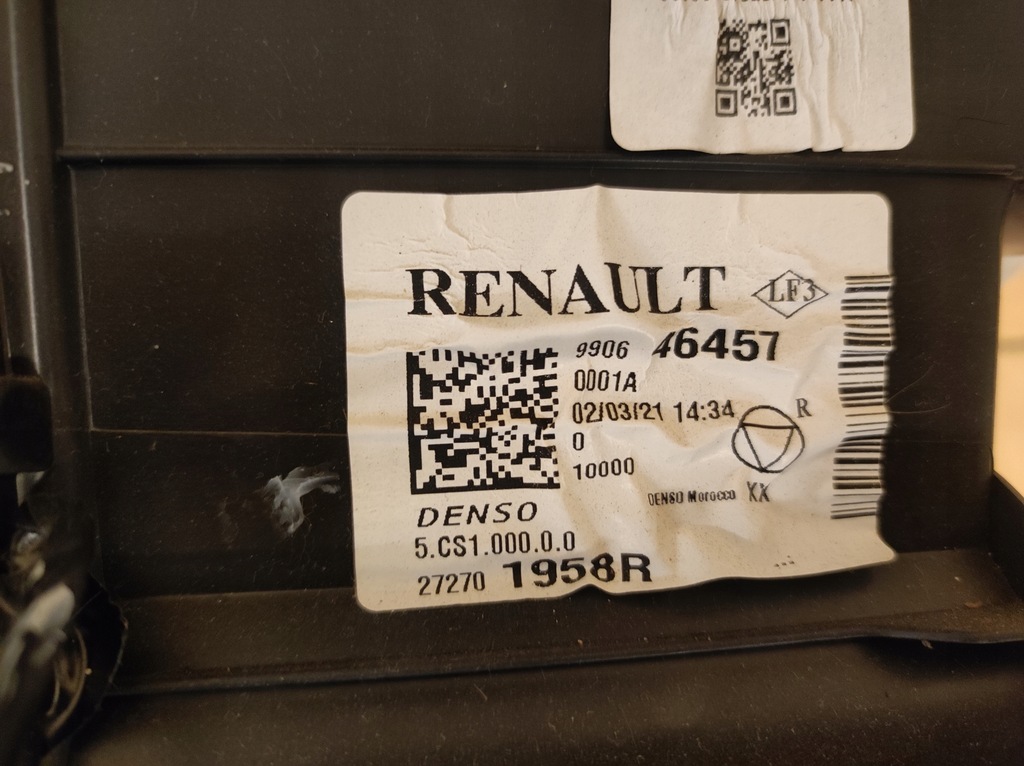 RENAULT LF3
9906 46457
0001A
02/03/21 14:34
R
0
10000
DENSO Morocco XX
DENSO
5.CS1.000.0.0
27270 1958R